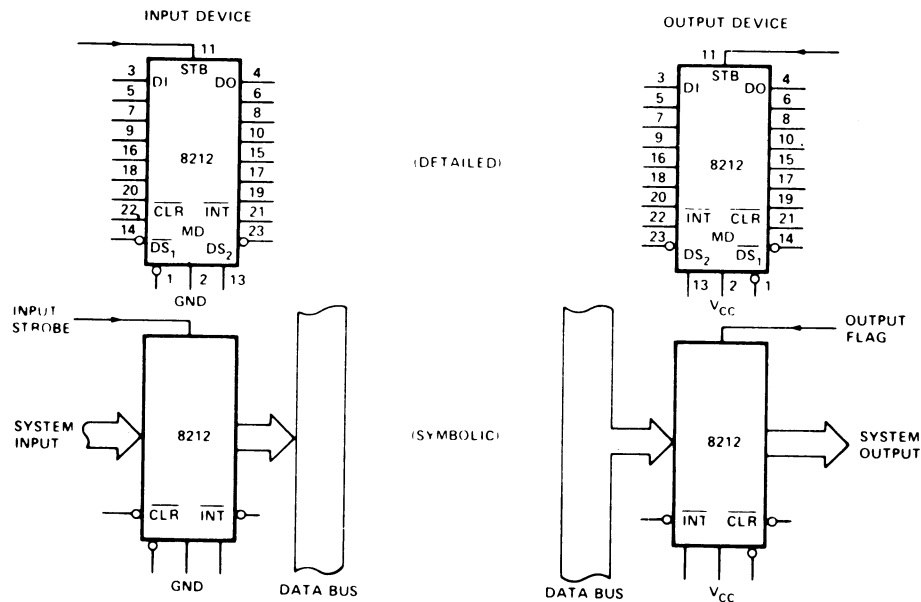 INPUT DEVICE
11
STB
3 DI DO 4
5 6
7 8
9 10
16 8212 15
18 17
20 19
22 CLR INT 21
14 MD 23
DS1 DS2
1 2 13
GND
(DETAILED)
OUTPUT DEVICE
11
STB
3 DI DO 4
5 6
7 8
9 10
16 8212 15
18 17
20 19
22 INT CLR 21
23 MD 14
DS2 DS1
13 2 1
VCC
INPUT
STROBE
SYSTEM
INPUT
8212
CLR INT
GND
DATA BUS
(SYMBOLIC)
OUTPUT
FLAG
8212
SYSTEM
OUTPUT
INT CLR
VCC
DATA BUS